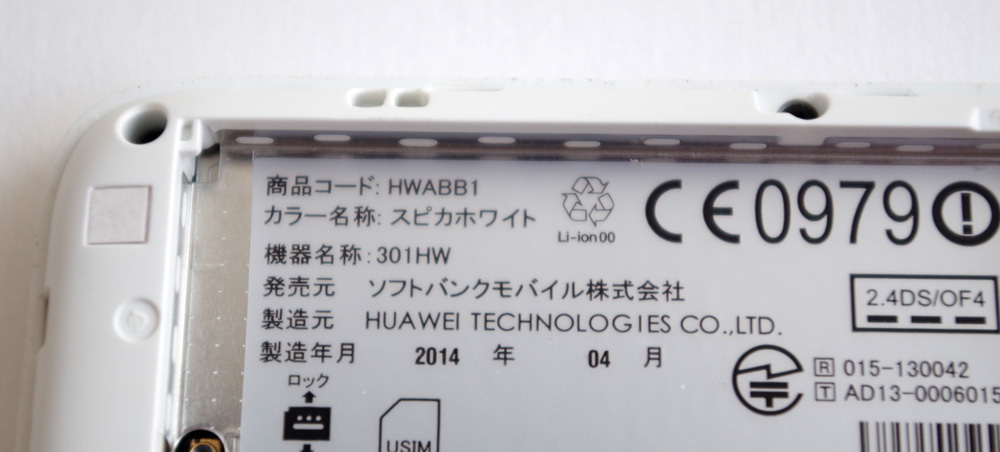 商品コード: HWABB1
カラー名称: スピカホワイト
Li-ion00
CE0979
機器名称: 301HW
発売元 ソフトバンクモバイル株式会社
2.4DS/OF4
製造元 HUAWEI TECHNOLOGIES CO.,LTD.
製造年月 2014 年 04 月
R 015-130042
T AD13-0006015
ロック
USIM